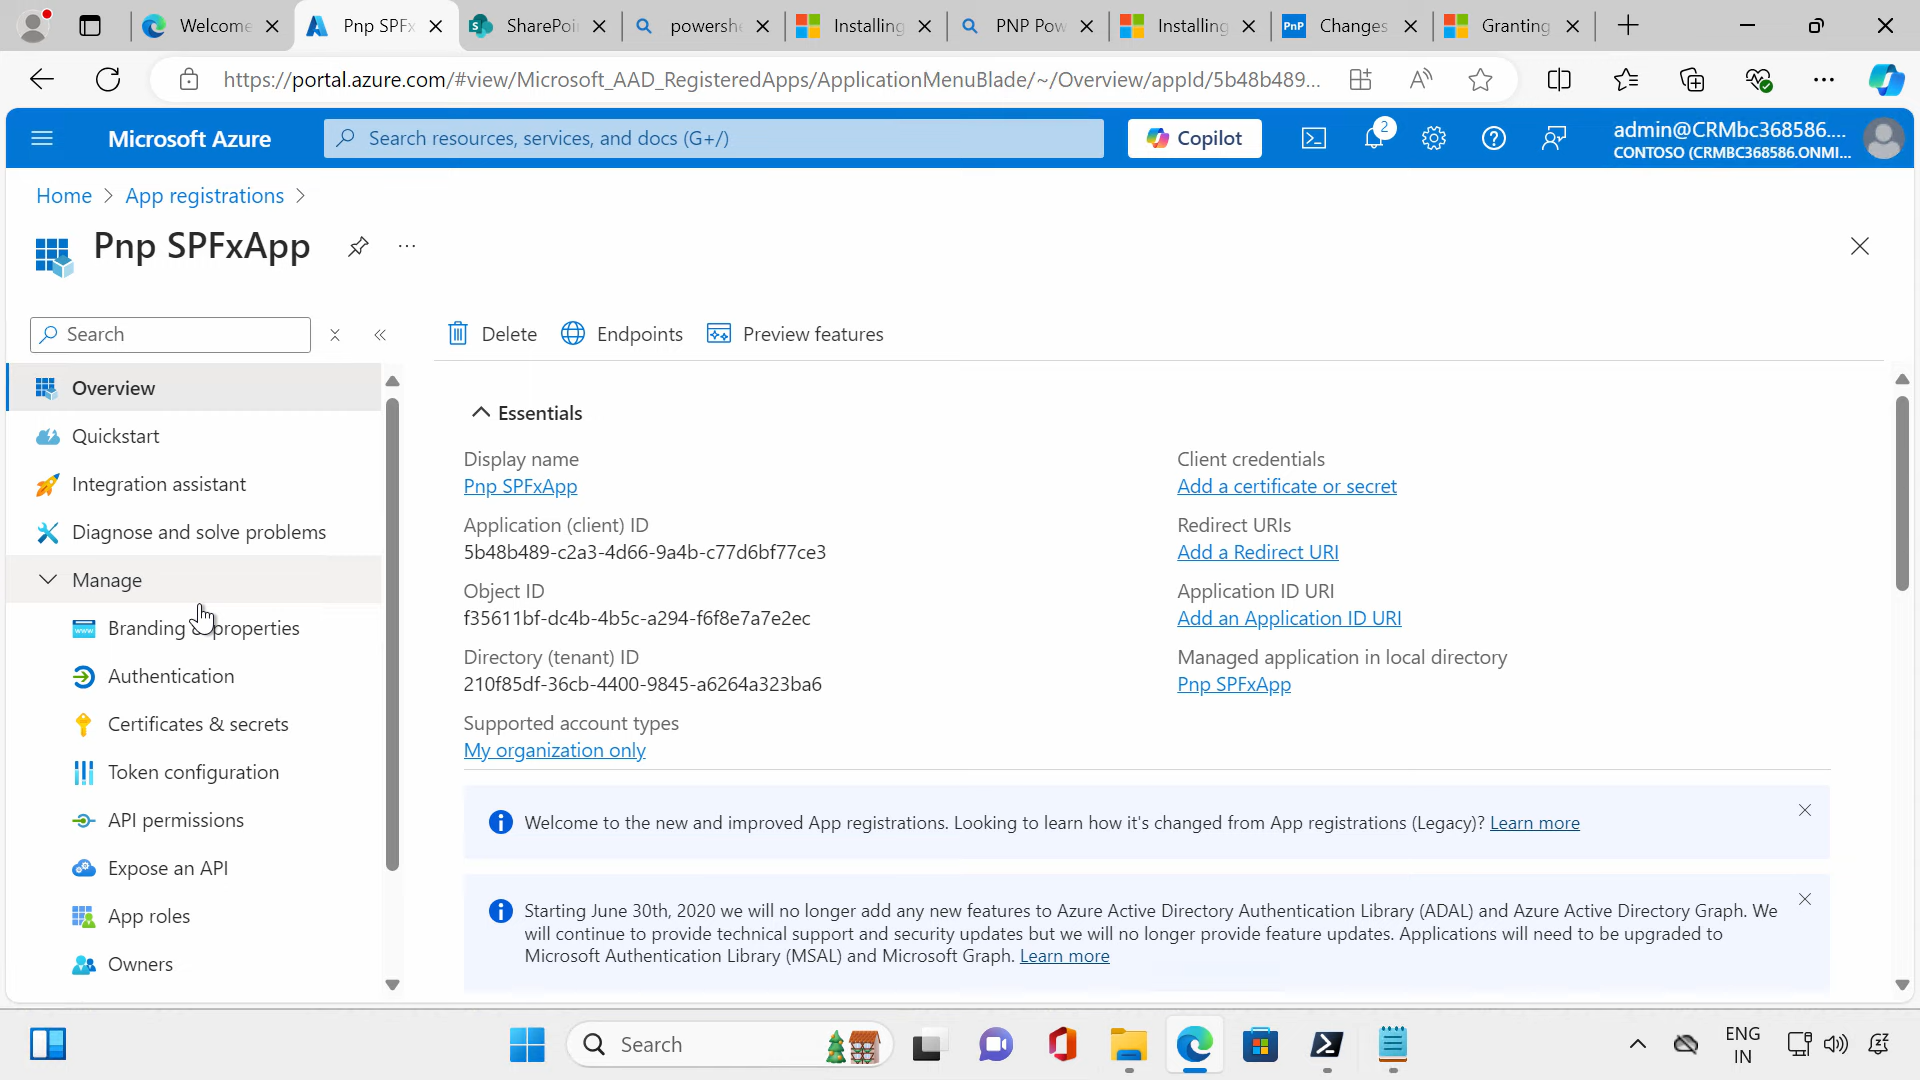 Welcome
Pnp SPFx
SharePoi
powershe
Installing
PNP Pow
Installing
PnP
Changes
Granting
https://portal.azure.com/#view/Microsoft_AAD_RegisteredApps/ApplicationMenuBlade/~/Overview/appId/5b48b489...
Microsoft Azure
Search resources, services, and docs (G+/)
Copilot
2
admin@CRMbc368586....
CONTOSO (CRMBC368586.ONMI...
Home > App registrations >
Pnp SPFxApp
...
Search
Delete
Endpoints
Preview features
Overview
Quickstart
Integration assistant
Diagnose and solve problems
Manage
Branding & properties
Authentication
Certificates & secrets
Token configuration
API permissions
Expose an API
App roles
Owners
Essentials
Display name
Pnp SPFxApp
Application (client) ID
5b48b489-c2a3-4d66-9a4b-c77d6bf77ce3
Object ID
f35611bf-dc4b-4b5c-a294-f6f8e7a7e2ec
Directory (tenant) ID
210f85df-36cb-4400-9845-a6264a323ba6
Supported account types
My organization only
Client credentials
Add a certificate or secret
Redirect URIs
Add a Redirect URI
Application ID URI
Add an Application ID URI
Managed application in local directory
Pnp SPFxApp
Welcome to the new and improved App registrations. Looking to learn how it's changed from App registrations (Legacy)? Learn more
Starting June 30th, 2020 we will no longer add any new features to Azure Active Directory Authentication Library (ADAL) and Azure Active Directory Graph. We
will continue to provide technical support and security updates but we will no longer provide feature updates. Applications will need to be upgraded to
Microsoft Authentication Library (MSAL) and Microsoft Graph. Learn more
Search
ENG
IN